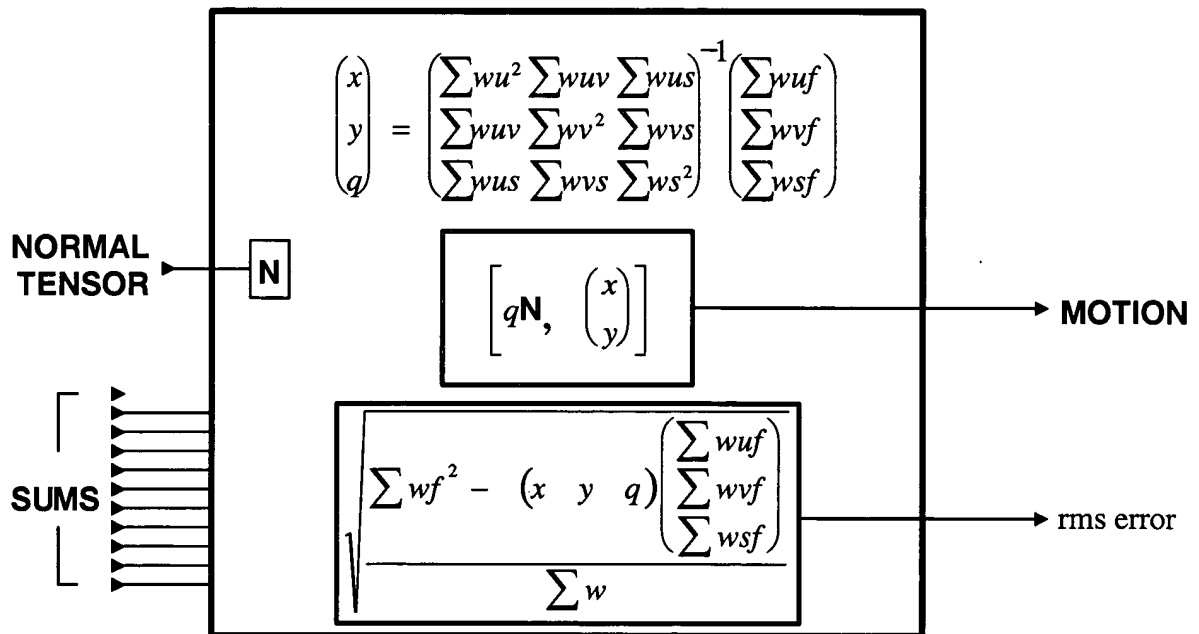 (x y q) = (∑wu² ∑wuv ∑wus ∑wuv ∑wv² ∑wvs ∑wus ∑wvs ∑ws²)⁻¹ (∑wuf ∑wvf ∑wsf)
NORMAL
TENSOR
N
[qN, (x y)]
MOTION
SUMS
√ ∑wf² - (x y q) (∑wuf ∑wvf ∑wsf)
∑w
rms error